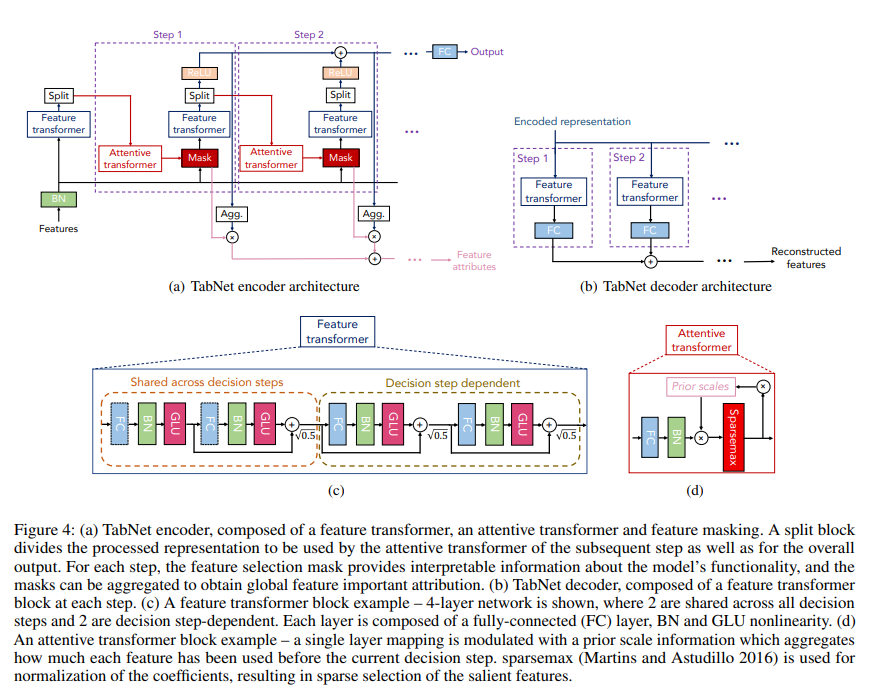 Step 1
Step 2
FC
Output
ReLU
ReLU
Split
Split
Split
Feature
transformer
Feature
transformer
Feature
transformer
Attentive
transformer
Mask
Attentive
transformer
Mask
BN
Features
Agg.
Agg.
Feature
attributes
(a) TabNet encoder architecture
Encoded representation
Step 1
Step 2
Feature
transformer
Feature
transformer
FC
FC
Reconstructed
features
(b) TabNet decoder architecture
Feature
transformer
Shared across decision steps
Decision step dependent
FC
BN
GLU
FC
BN
GLU
√0.5
FC
BN
GLU
√0.5
FC
BN
GLU
√0.5
(c)
Attentive
transformer
Prior scales
FC
BN
Sparsemax
(d)
Figure 4: (a) TabNet encoder, composed of a feature transformer, an attentive transformer and feature masking. A split block
divides the processed representation to be used by the attentive transformer of the subsequent step as well as for the overall
output. For each step, the feature selection mask provides interpretable information about the model's functionality, and the
masks can be aggregated to obtain global feature important attribution. (b) TabNet decoder, composed of a feature transformer
block at each step. (c) A feature transformer block example – 4-layer network is shown, where 2 are shared across all decision
steps and 2 are decision step-dependent. Each layer is composed of a fully-connected (FC) layer, BN and GLU nonlinearity. (d)
An attentive transformer block example – a single layer mapping is modulated with a prior scale information which aggregates
how much each feature has been used before the current decision step. sparsemax (Martins and Astudillo 2016) is used for
normalization of the coefficients, resulting in sparse selection of the salient features.